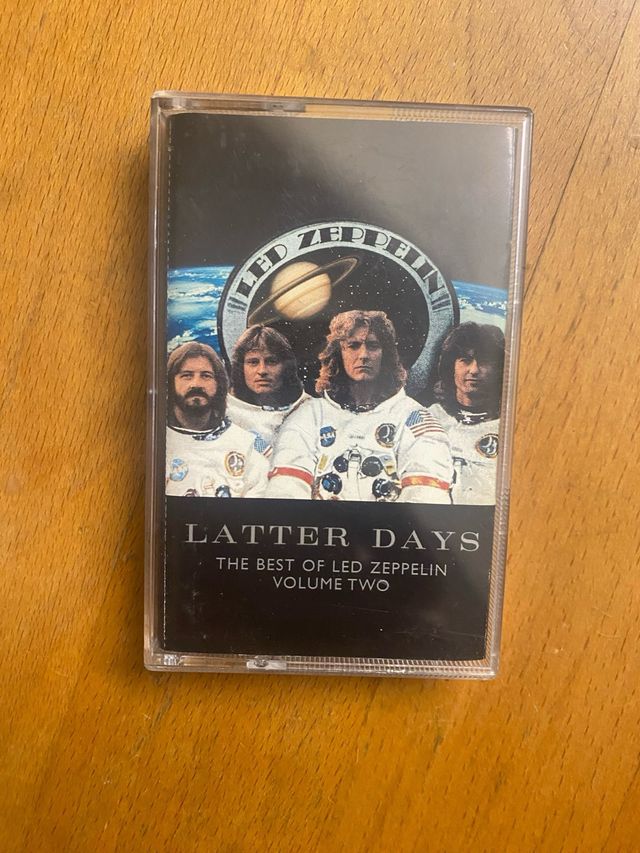 LED ZEPPELIN
LATTER DAYS
THE BEST OF LED ZEPPELIN
VOLUME TWO